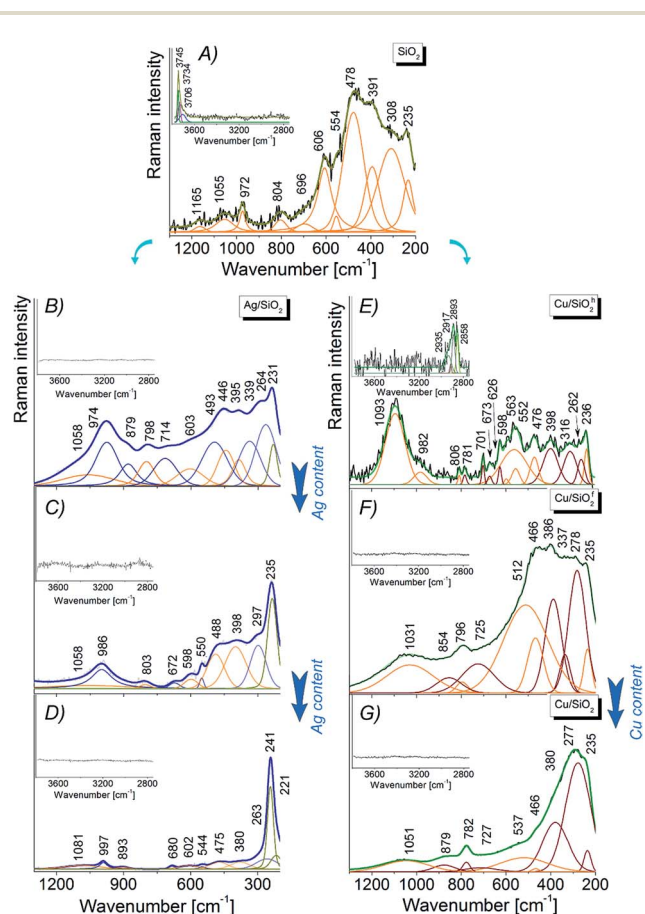 A)
SiO2
3745
3734
3706
3600 3200 2800
Wavenumber [cm-1]
Raman intensity
1165
1055
972
804
696
606
554
478
391
308
235
1200 1000 800 600 400 200
Wavenumber [cm-1]
B)
Ag/SiO2
3600 3200 2800
Wavenumber [cm-1]
Raman intensity
1058
974
879
798
714
603
493
446
395
339
264
231
Ag content
C)
3600 3200 2800
Wavenumber [cm-1]
1058
986
803
672
598
550
488
398
297
235
Ag content
D)
3600 3200 2800
Wavenumber [cm-1]
1081
997
893
680
602
544
475
380
263
241
221
1200 900 600 300
Wavenumber [cm-1]
E)
Cu/SiO2h
2935
2917
2893
2858
3600 3200 2800
Wavenumber [cm-1]
Raman intensity
1093
982
806
781
701
673
626
598
563
552
476
398
316
262
236
F)
Cu/SiO2r
3600 3200 2800
Wavenumber [cm-1]
1031
854
796
725
512
466
386
337
278
235
Cu content
G)
Cu/SiO2
3600 3200 2800
Wavenumber [cm-1]
1051
879
782
727
537
466
380
277
235
1300 1200 1000 800 600 400 200
Wavenumber [cm-1]